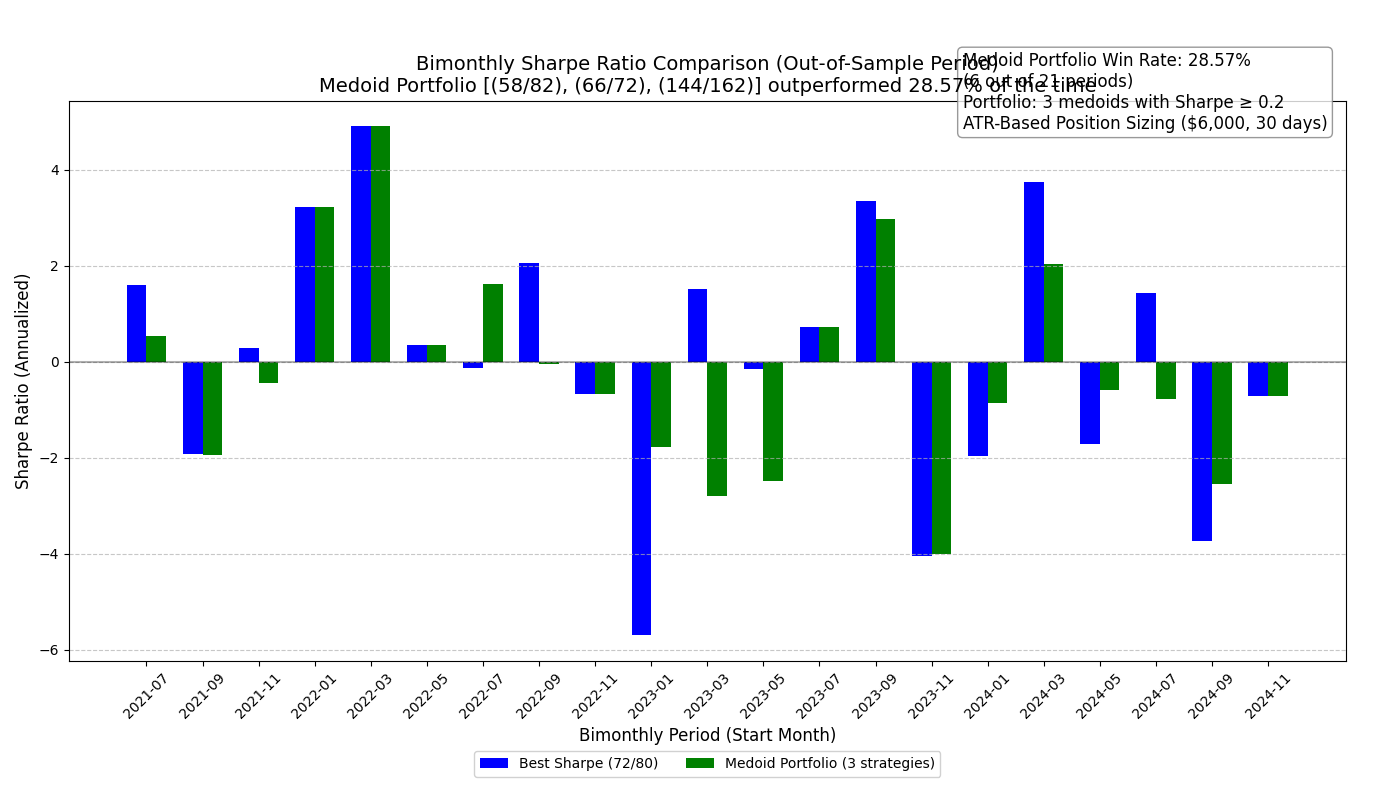 Bimonthly Sharpe Ratio Comparison (Out-of-Sample Period)
Medoid Portfolio [(58/82), (66/72), (144/162)] outperformed 28.57% of the time
Medoid Portfolio Win Rate: 28.57%
(6 out of 21 periods)
Portfolio: 3 medoids with Sharpe ≥ 0.2
ATR-Based Position Sizing ($6,000, 30 days)
Sharpe Ratio (Annualized)
4
2
0
−2
−4
−6
2021-07
2021-09
2021-11
2022-01
2022-03
2022-05
2022-07
2022-09
2022-11
2023-01
2023-03
2023-05
2023-07
2023-09
2023-11
2024-01
2024-03
2024-05
2024-07
2024-09
2024-11
Bimonthly Period (Start Month)
Best Sharpe (72/80)
Medoid Portfolio (3 strategies)